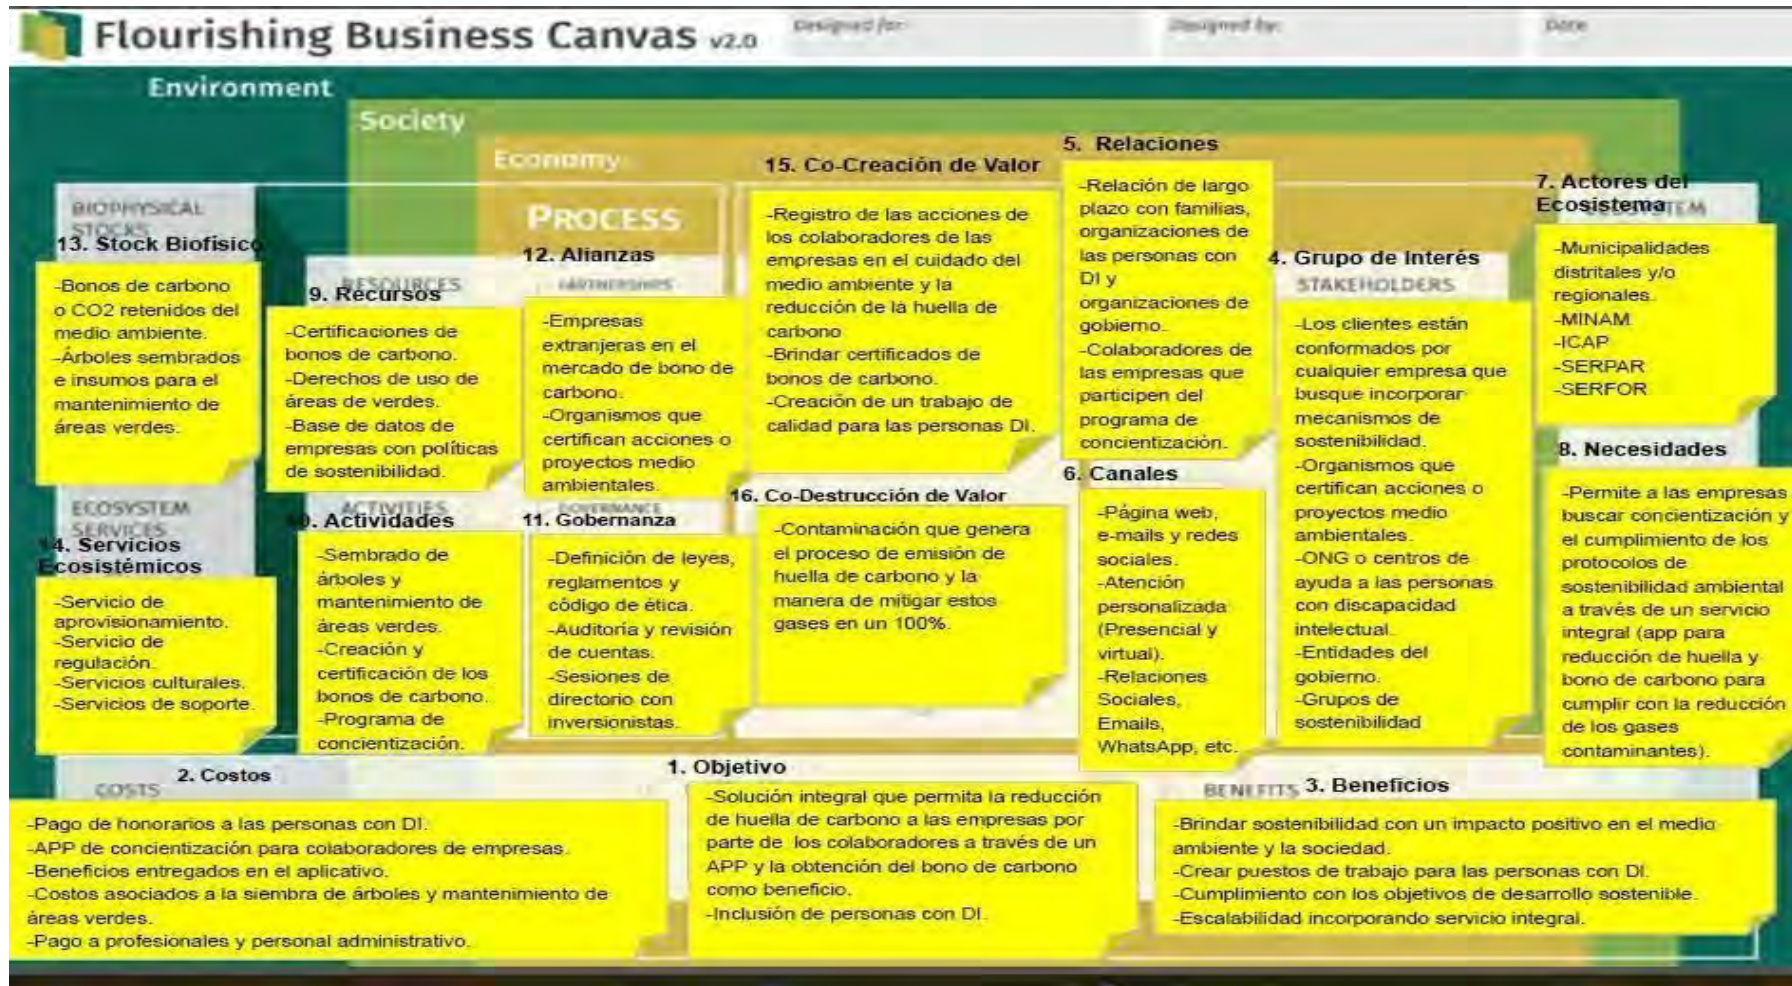 Flourishing Business Canvas v2.0
Designed for:
Designed by:
Date
Environment
Society
Economy
PROCESS
BIOPHYSICAL
STOCKS
13. Stock Biofísico
-Bonos de carbono
o CO2 retenidos del
medio ambiente.
-Árboles sembrados
e insumos para el
mantenimiento de
áreas verdes.
RESOURCES
9. Recursos
-Certificaciones de
bonos de carbono.
-Derechos de uso de
áreas de verdes.
-Base de datos de
empresas con políticas
de sostenibilidad.
12. Alianzas
PARTNERSHIPS
-Empresas
extranjeras en el
mercado de bono de
carbono.
-Organismos que
certifican acciones o
proyectos medio
ambientales.
15. Co-Creación de Valor
-Registro de las acciones de
los colaboradores de las
empresas en el cuidado del
medio ambiente y la
reducción de la huella de
carbono
-Brindar certificados de
bonos de carbono.
-Creación de un trabajo de
calidad para las personas DI.
5. Relaciones
-Relación de largo
plazo con familias,
organizaciones de
las personas con
DI y
organizaciones de
gobierno.
-Colaboradores de
las empresas que
participen del
programa de
concientización.
4. Grupo de Interés
STAKEHOLDERS
-Los clientes están
conformados por
cualquier empresa que
busque incorporar
mecanismos de
sostenibilidad.
-Organismos que
certifican acciones o
proyectos medio
ambientales.
-ONG o centros de
ayuda a las personas
con discapacidad
intelectual.
-Entidades del
gobierno.
-Grupos de
sostenibilidad
7. Actores del
Ecosistema
-Municipalidades
distritales y/o
regionales.
-MINAM
-ICAP
-SERPAR
-SERFOR
ECOSYSTEM
SERVICES
14. Servicios
Ecosistémicos
-Servicio de
aprovisionamiento.
-Servicio de
regulación.
-Servicios culturales.
-Servicios de soporte.
ACTIVITIES
10. Actividades
-Sembrado de
árboles y
mantenimiento de
áreas verdes.
-Creación y
certificación de los
bonos de carbono.
-Programa de
concientización.
GOVERNANCE
11. Gobernanza
-Definición de leyes,
reglamentos y
código de ética.
-Auditoría y revisión
de cuentas.
-Sesiones de
directorio con
inversionistas.
16. Co-Destrucción de Valor
-Contaminación que genera
el proceso de emisión de
huella de carbono y la
manera de mitigar estos
gases en un 100%.
6. Canales
-Página web,
e-mails y redes
sociales.
-Atención
personalizada
(Presencial y
virtual).
-Relaciones
Sociales,
Emails,
WhatsApp, etc.
8. Necesidades
-Permite a las empresas
buscar concientización y
el cumplimiento de los
protocolos de
sostenibilidad ambiental
a través de un servicio
integral (app para
reducción de huella y
bono de carbono para
cumplir con la reducción
de los gases
contaminantes).
2. Costos
COSTS
-Pago de honorarios a las personas con DI.
-APP de concientización para colaboradores de empresas.
-Beneficios entregados en el aplicativo.
-Costos asociados a la siembra de árboles y mantenimiento de
áreas verdes.
-Pago a profesionales y personal administrativo.
1. Objetivo
-Solución integral que permita la reducción
de huella de carbono a las empresas por
parte de los colaboradores a través de un
APP y la obtención del bono de carbono
como beneficio.
-Inclusión de personas con DI.
BENEFITS 3. Beneficios
-Brindar sostenibilidad con un impacto positivo en el medio
ambiente y la sociedad.
-Crear puestos de trabajo para las personas con DI.
-Cumplimiento con los objetivos de desarrollo sostenible.
-Escalabilidad incorporando servicio integral.